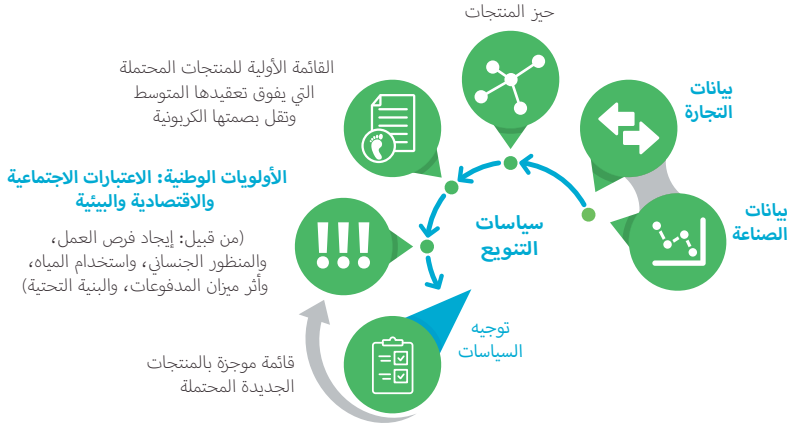 حيز المنتجات
بيانات
التجارة
بيانات
الصناعة
القائمة الأولية للمنتجات المحتملة
التي يفوق تعقيدها المتوسط
وتقل بصمتها الكربونية
الأولويات الوطنية: الاعتبارات الاجتماعية
والاقتصادية والبيئية
(من قبيل: إيجاد فرص العمل،
والمنظور الجنساني، واستخدام المياه،
وأثر ميزان المدفوعات، والبنية التحتية)
سياسات
التنويع
توجيه
السياسات
قائمة موجزة بالمنتجات
الجديدة المحتملة